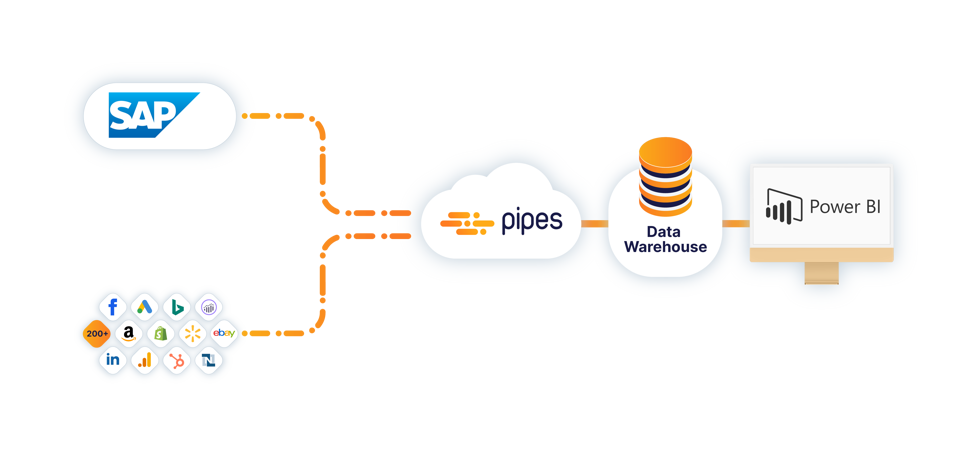 SAP
pipes
Data
Warehouse
Power BI
200+
a
ebay
in